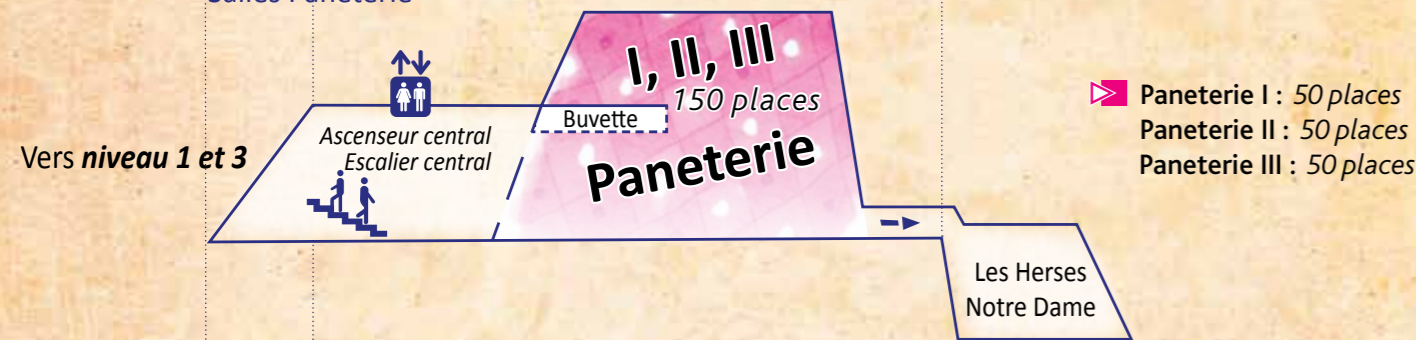 Salles Paneterie
I, II, III
150 places
Buvette
Paneterie
Ascenseur central
Escalier central
Vers niveau 1 et 3
Les Herses
Notre Dame
Paneterie I : 50 places
Paneterie II : 50 places
Paneterie III : 50 places